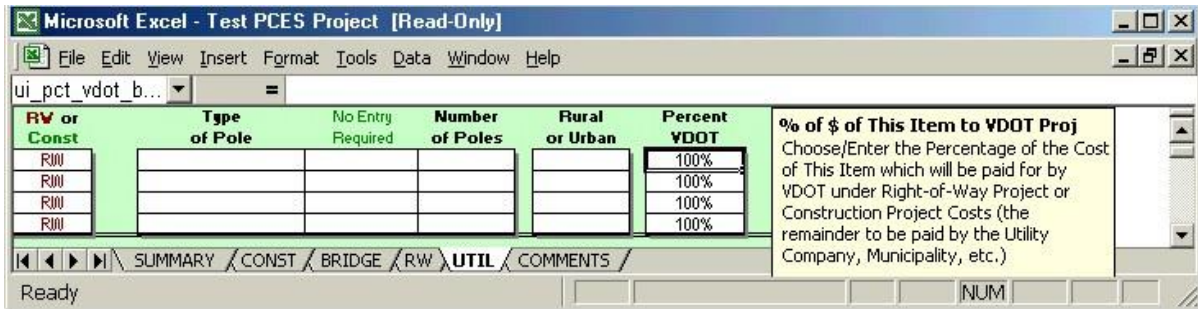 Microsoft Excel - Test PCES Project [Read-Only]
File Edit View Insert Format Tools Data Window Help
ui_pct_vdot_b... =
RW or Type No Entry Number Rural Percent
Const of Pole Required of Poles or Urban VDOT
RW 100%
RW 100%
RW 100%
RW 100%
% of $ of This Item to VDOT Proj
Choose/Enter the Percentage of the Cost
of This Item which will be paid for by
VDOT under Right-of-Way Project or
Construction Project Costs (the
remainder to be paid by the Utility
Company, Municipality, etc.)
SUMMARY CONST BRIDGE RW UTIL COMMENTS
Ready NUM